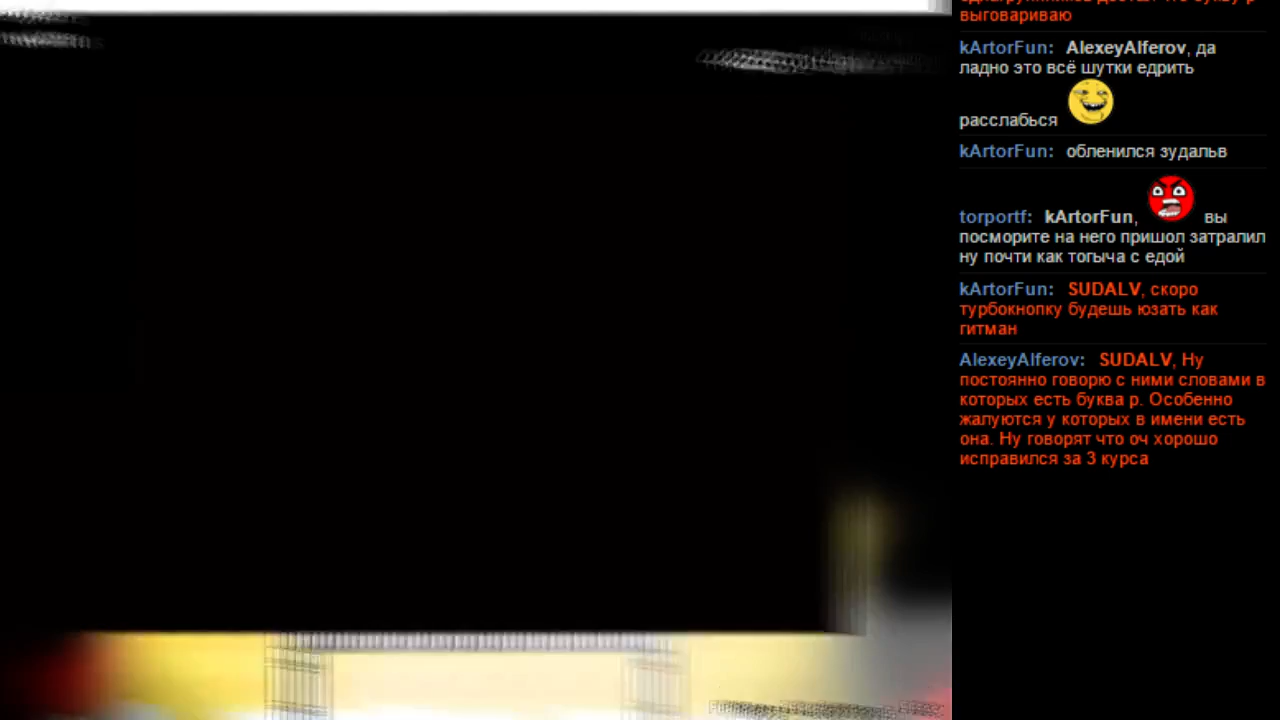 выговариваю
kArtorFun: AlexeyAlferov, да
ладно это всё шутки едрить
расслабься
kArtorFun: обленился зудальв
torportf: kArtorFun, вы
посморите на него пришол затралил
ну почти как тогыча с едой
kArtorFun: SUDALV, скоро
турбокнопку будешь юзать как
гитман
AlexeyAlferov: SUDALV, Ну
постоянно говорю с ними словами в
которых есть буква р. Особенно
жалуются у которых в имени есть
она. Ну говорят что оч хорошо
исправился за 3 курса